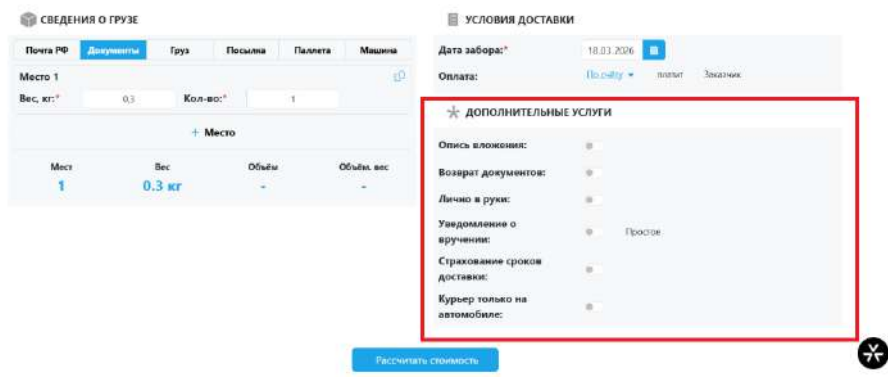 СВЕДЕНИЯ О ГРУЗЕ
Почта РФ Документы Груз Посылка Паллета Машина
Место 1
Вес, кг:* 0,3 Кол-во:* 1
+ Место
Мест Вес Объём Объём. вес
1 0.3 кг - -
УСЛОВИЯ ДОСТАВКИ
Дата забора:* 18.03.2026
Оплата: По счёту платит Заказчик
ДОПОЛНИТЕЛЬНЫЕ УСЛУГИ
Опись вложения:
Возврат документов:
Лично в руки:
Уведомление о
вручении: Простое
Страхование сроков
доставки:
Курьер только на
автомобиле:
Рассчитать стоимость